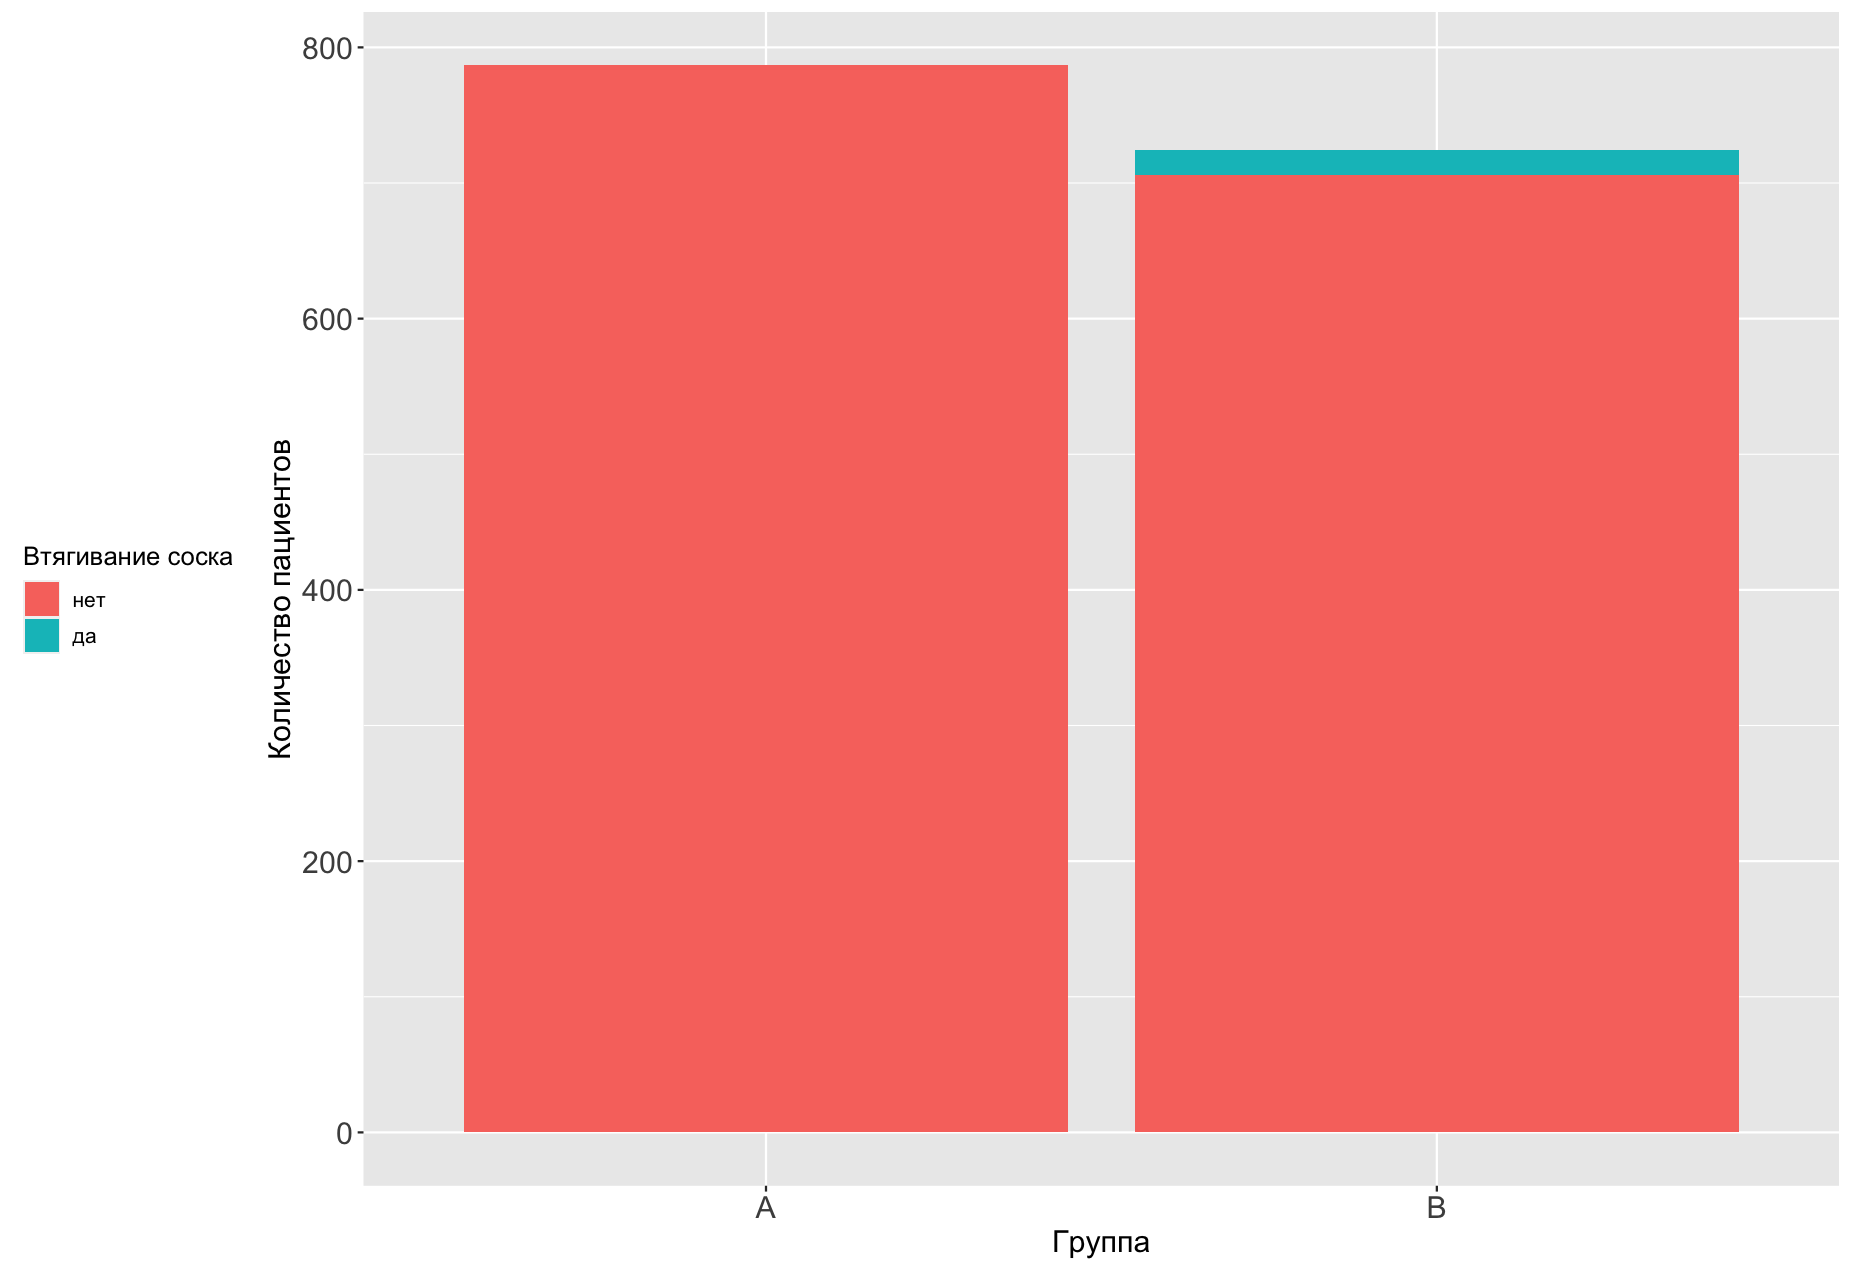 Втягивание соска
нет
да
Количество пациентов
800
600
400
200
0
A
B
Группа